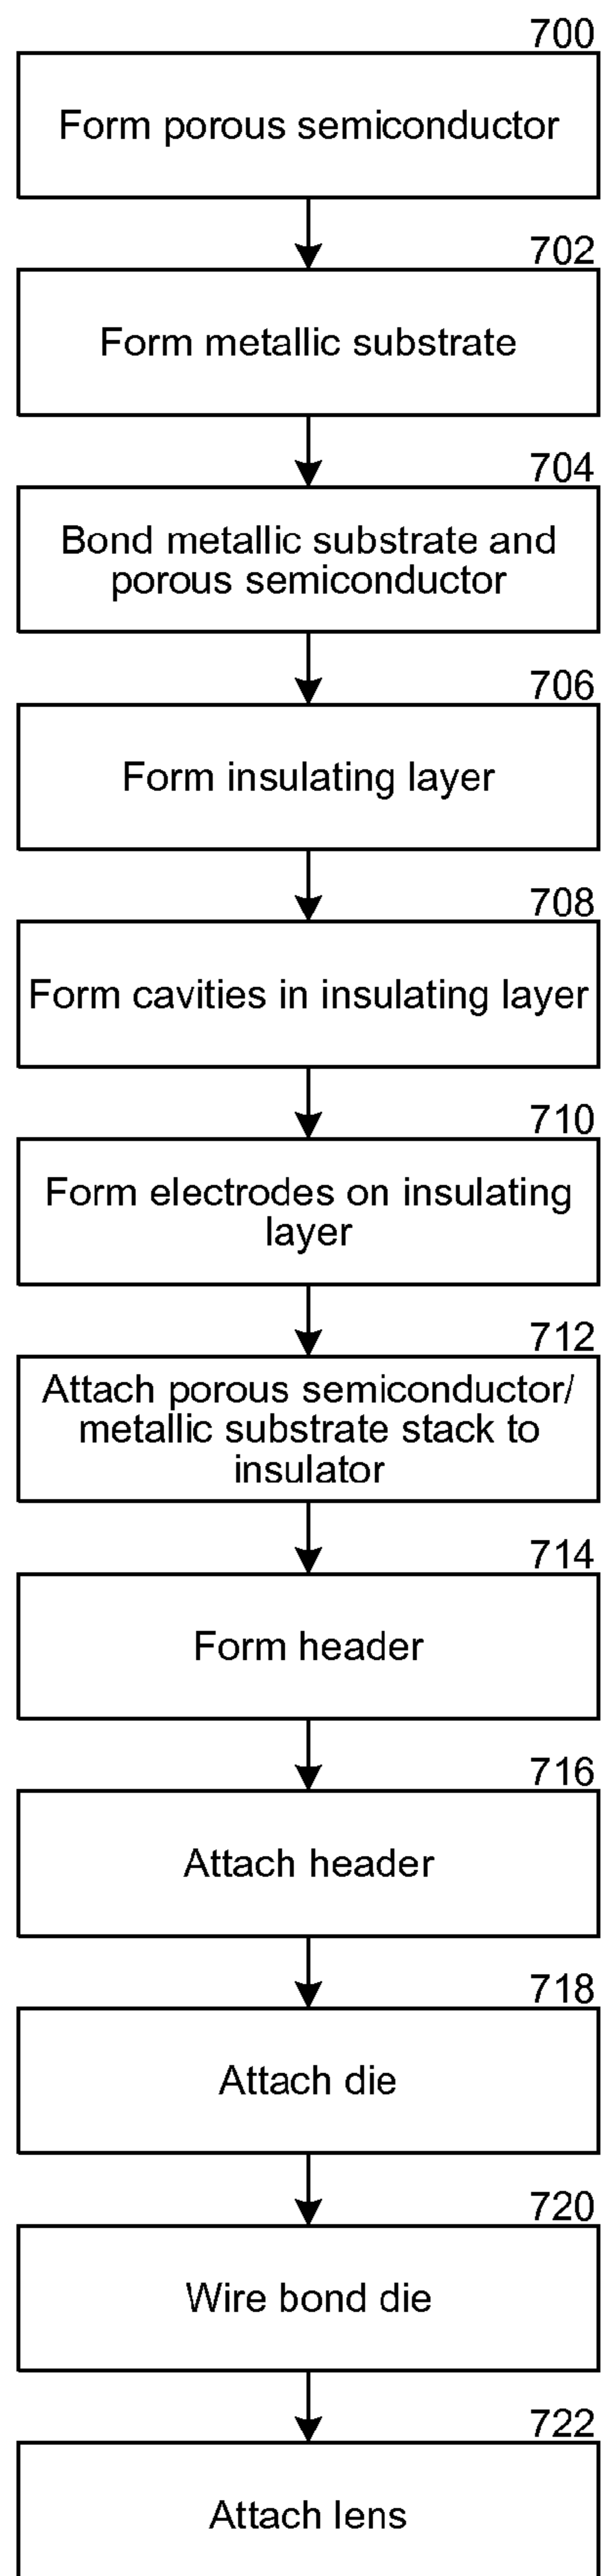 700
Form porous semiconductor
702
Form metallic substrate
704
Bond metallic substrate and
porous semiconductor
706
Form insulating layer
708
Form cavities in insulating layer
710
Form electrodes on insulating
layer
712
Attach porous semiconductor/
metallic substrate stack to
insulator
714
Form header
716
Attach header
718
Attach die
720
Wire bond die
722
Attach lens